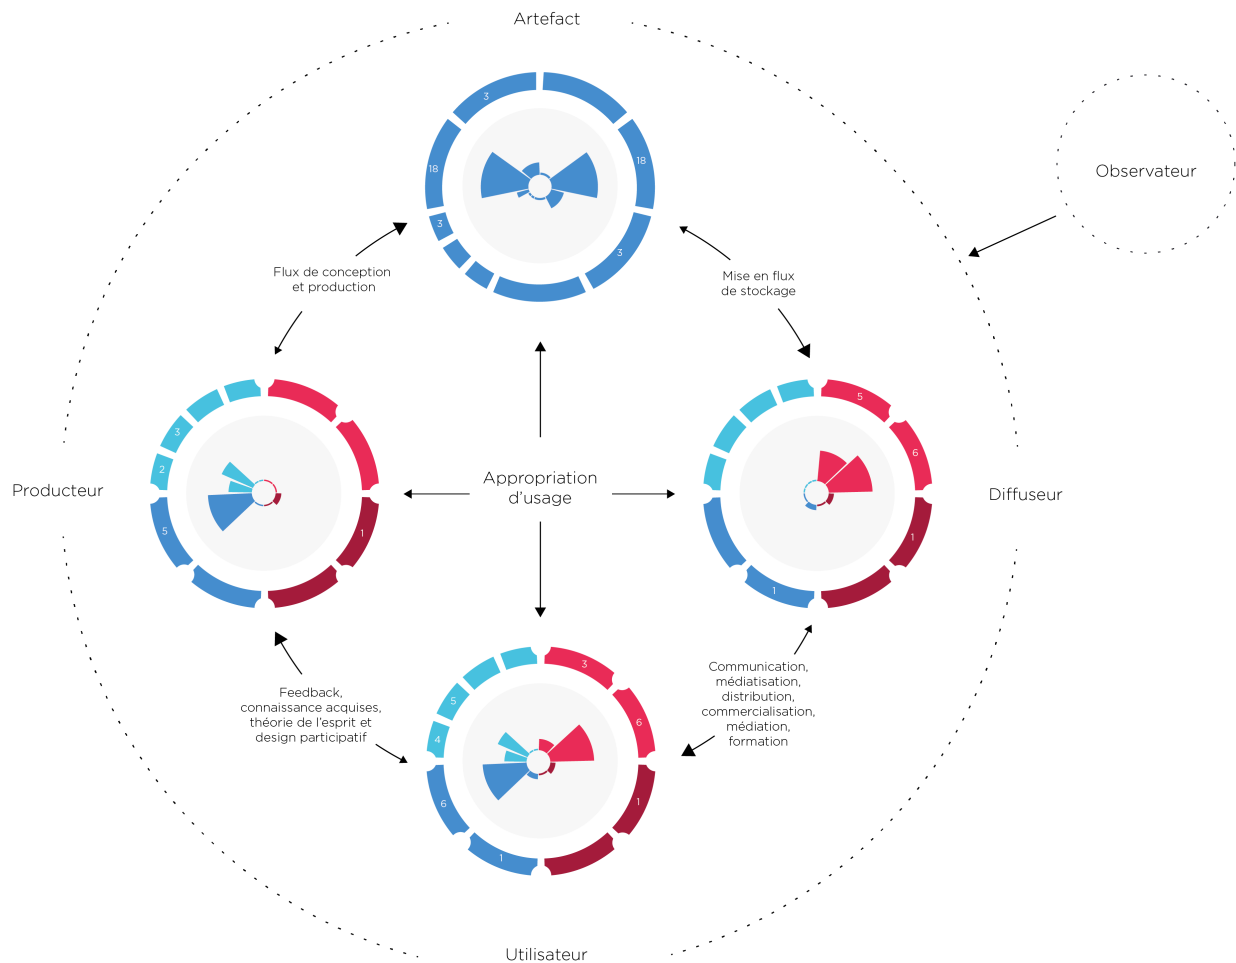 Artefact
3
18
18
3
3
Observateur
Flux de conception
et production
Mise en flux
de stockage
3
2
5
1
5
6
1
1
Producteur
Appropriation
d’usage
Diffuseur
3
5
6
4
6
1
1
Feedback,
connaissance acquises,
théorie de l’esprit et
design participatif
Communication,
médiatisation,
distribution,
commercialisation,
médiation,
formation
Utilisateur